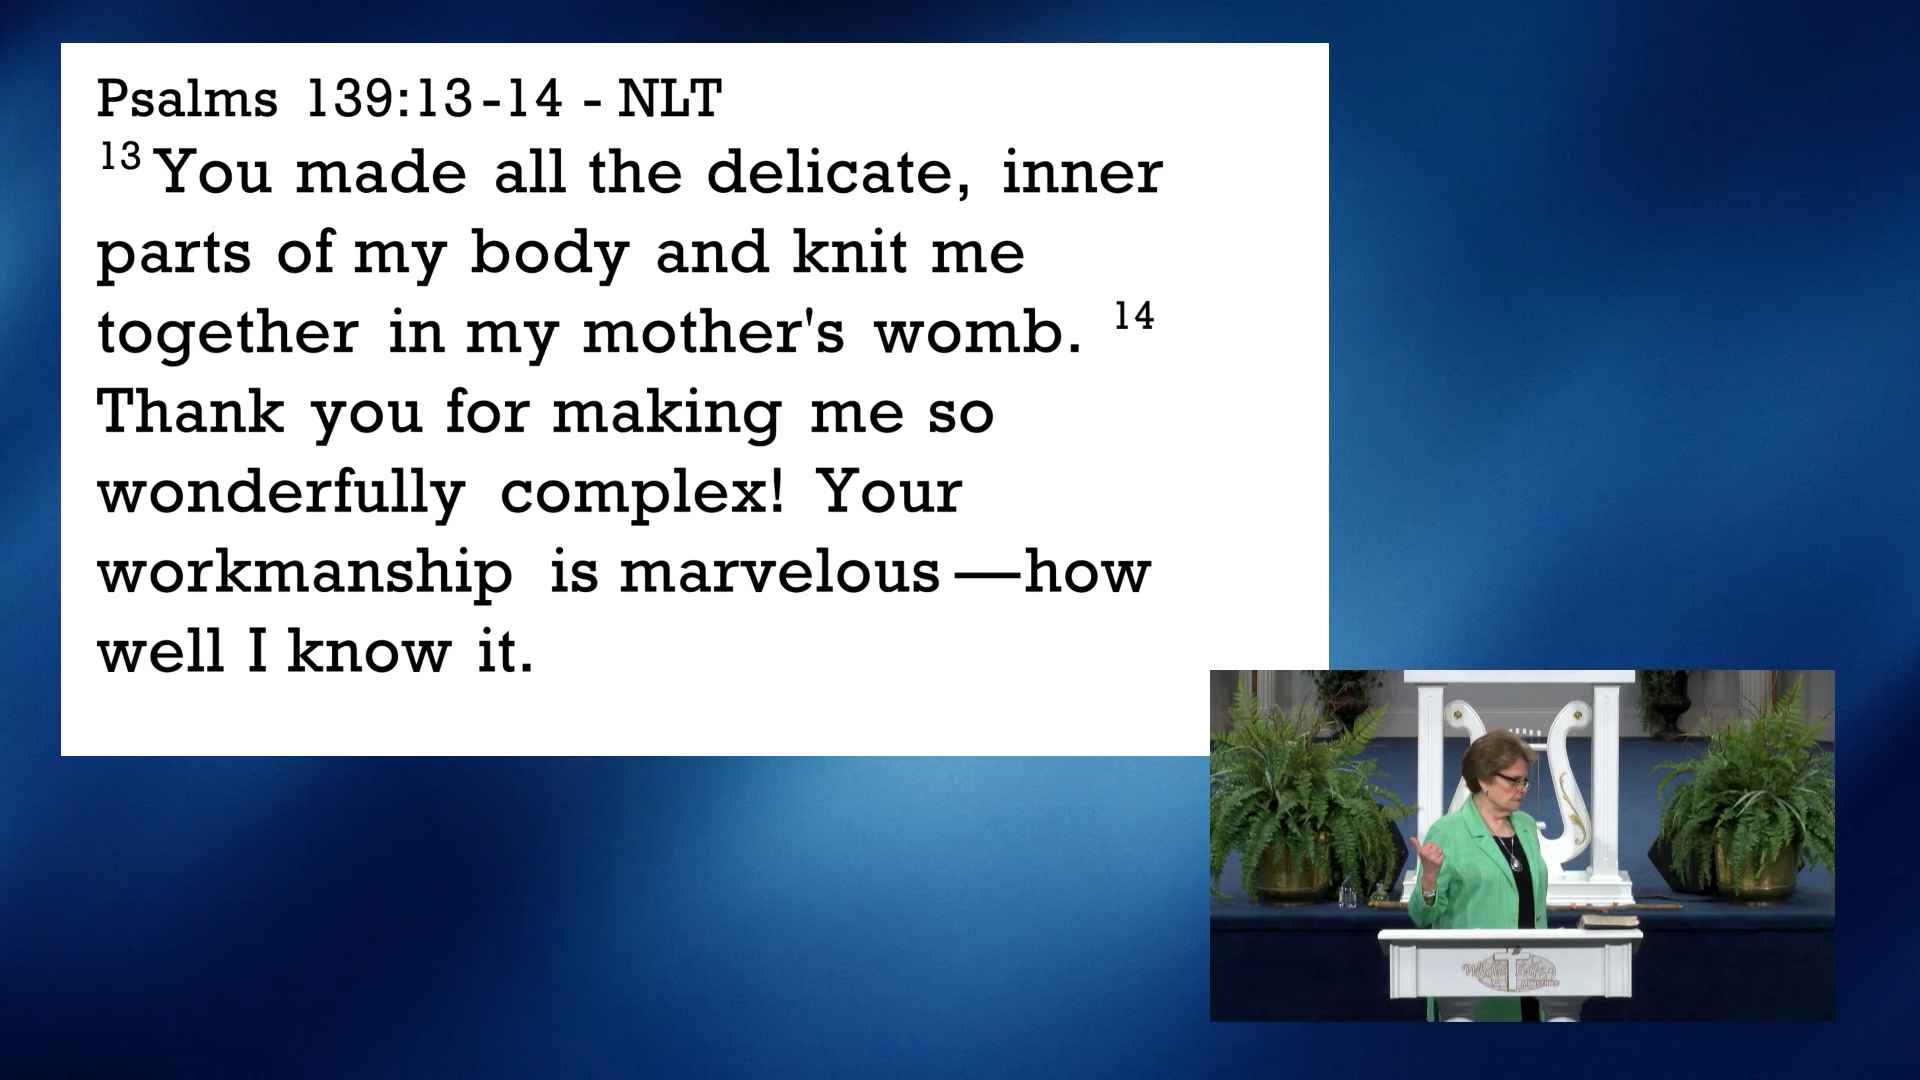 Psalms 139:13-14 - NLT
13 You made all the delicate, inner
parts of my body and knit me
together in my mother's womb. 14
Thank you for making me so
wonderfully complex! Your
workmanship is marvelous—how
well I know it.
MINISTRIES